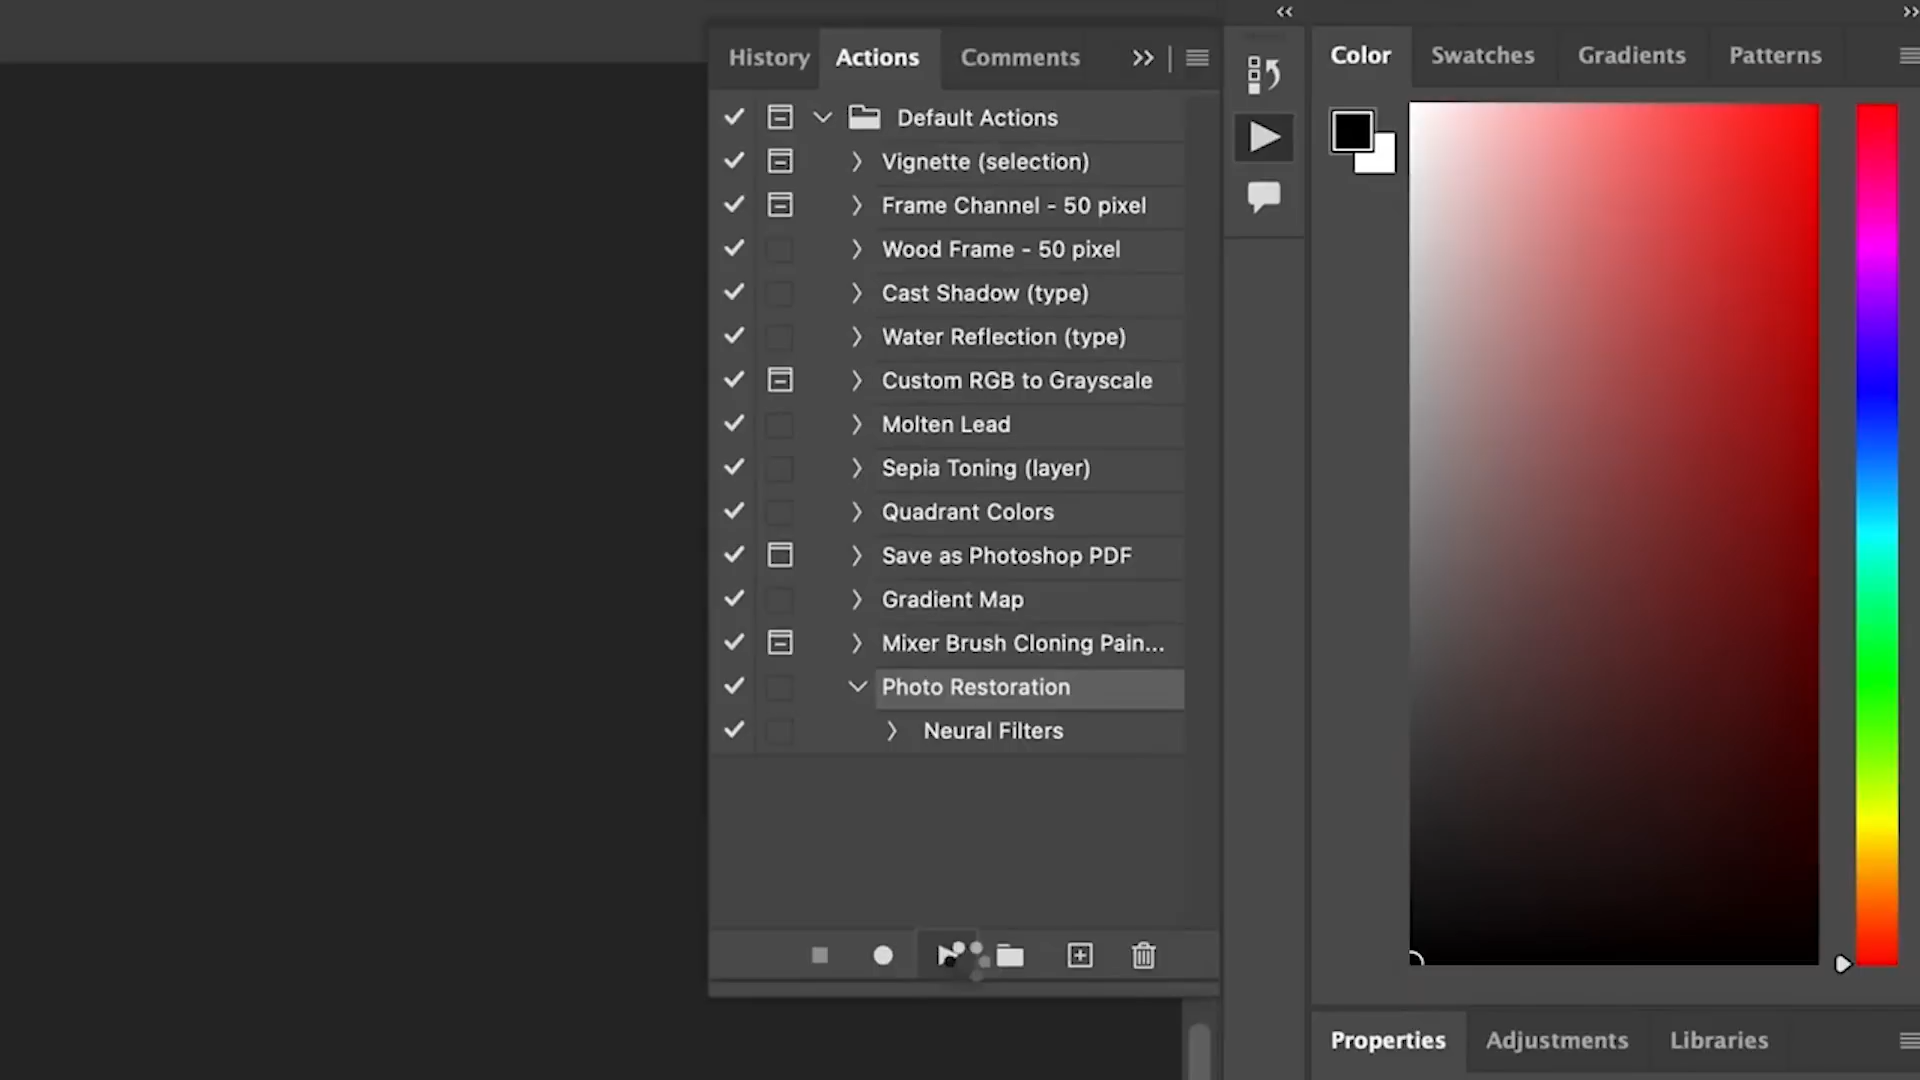 History Actions Comments
Color Swatches Gradients Patterns
Default Actions
Vignette (selection)
Frame Channel - 50 pixel
Wood Frame - 50 pixel
Cast Shadow (type)
Water Reflection (type)
Custom RGB to Grayscale
Molten Lead
Sepia Toning (layer)
Quadrant Colors
Save as Photoshop PDF
Gradient Map
Mixer Brush Cloning Pain...
Photo Restoration
Neural Filters
Properties Adjustments Libraries